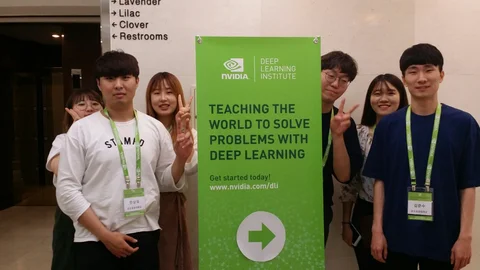 →Lavender
→Lilac
→Clover
→Restrooms
NVIDIA
DEEP
LEARNING
INSTITUTE
TEACHING THE
WORLD TO SOLVE
PROBLEMS WITH
DEEP LEARNING
Get started today!
www.nvidia.com/dli